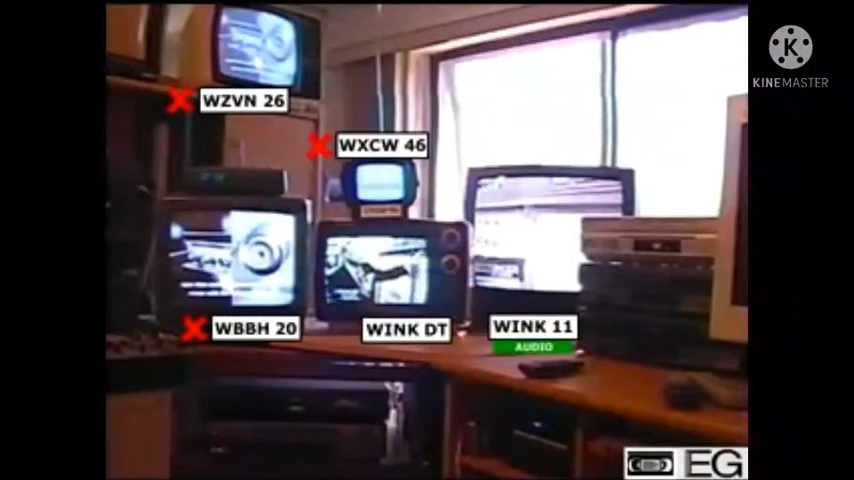 KINEMASTER
WZVN 26
WXCW 46
WBBH 20
WINK DT
WINK 11
AUDIO
EG